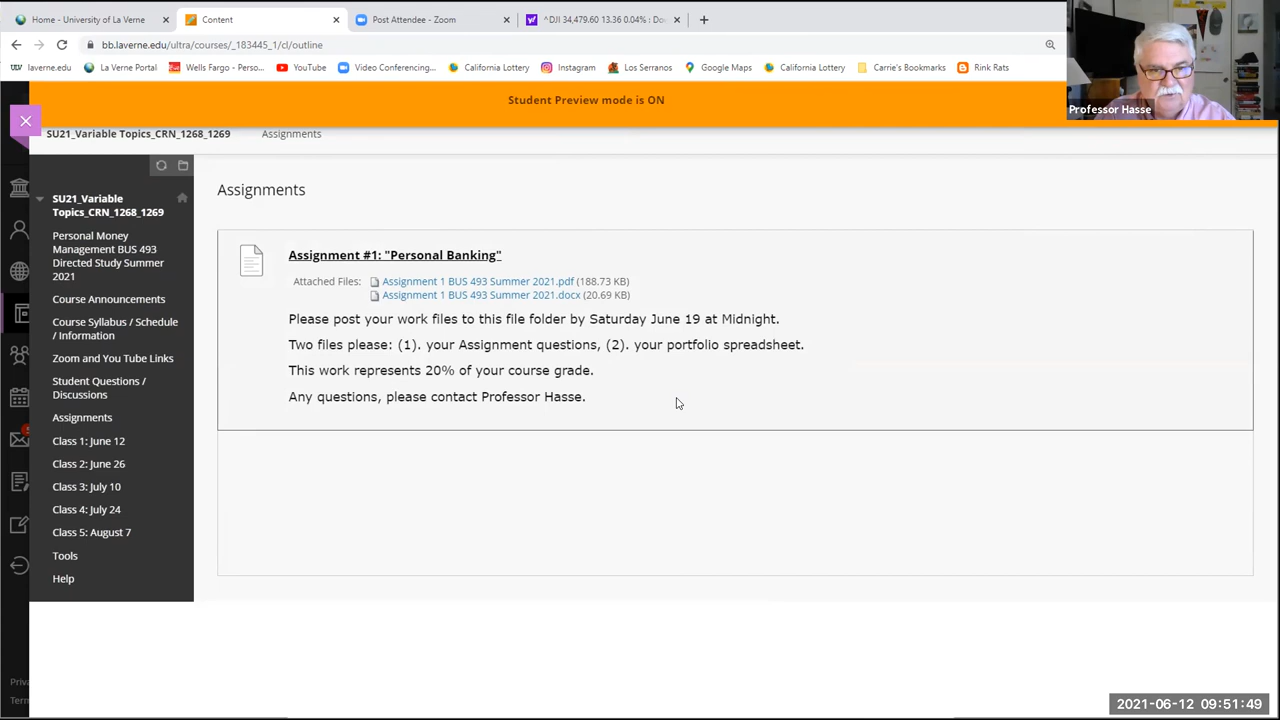 Home - University of La Verne
Content
Post Attendee - Zoom
^DJI 34,479.60 13.36 0.04% : Do
bb.laverne.edu/ultra/courses/_183445_1/cl/outline
laverne.edu
La Verne Portal
Wells Fargo - Perso...
YouTube
Video Conferencing...
California Lottery
Instagram
Los Serranos
Google Maps
California Lottery
Carrie's Bookmarks
Rink Rats
Professor Hasse
Student Preview mode is ON
SU21_Variable Topics_CRN_1268_1269
Assignments
SU21_Variable
Topics_CRN_1268_1269
Personal Money
Management BUS 493
Directed Study Summer
2021
Course Announcements
Course Syllabus / Schedule
/ Information
Zoom and You Tube Links
Student Questions /
Discussions
Assignments
Class 1: June 12
Class 2: June 26
Class 3: July 10
Class 4: July 24
Class 5: August 7
Tools
Help
Assignments
Assignment #1: "Personal Banking"
Attached Files: Assignment 1 BUS 493 Summer 2021.pdf (188.73 KB)
Assignment 1 BUS 493 Summer 2021.docx (20.69 KB)
Please post your work files to this file folder by Saturday June 19 at Midnight.
Two files please: (1). your Assignment questions, (2). your portfolio spreadsheet.
This work represents 20% of your course grade.
Any questions, please contact Professor Hasse.
Priva
Term
2021-06-12 09:51:49